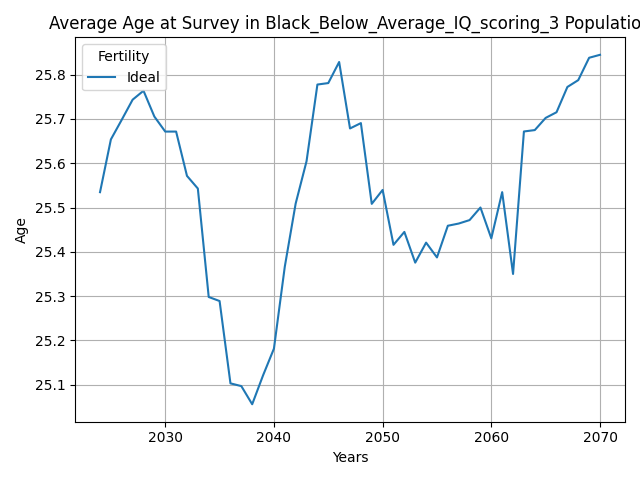 Average Age at Survey in Black_Below_Average_IQ_scoring_3 Populatio
Fertility
Ideal
25.8
25.7
25.6
25.5
25.4
25.3
25.2
25.1
Age
2030 2040 2050 2060 2070
Years